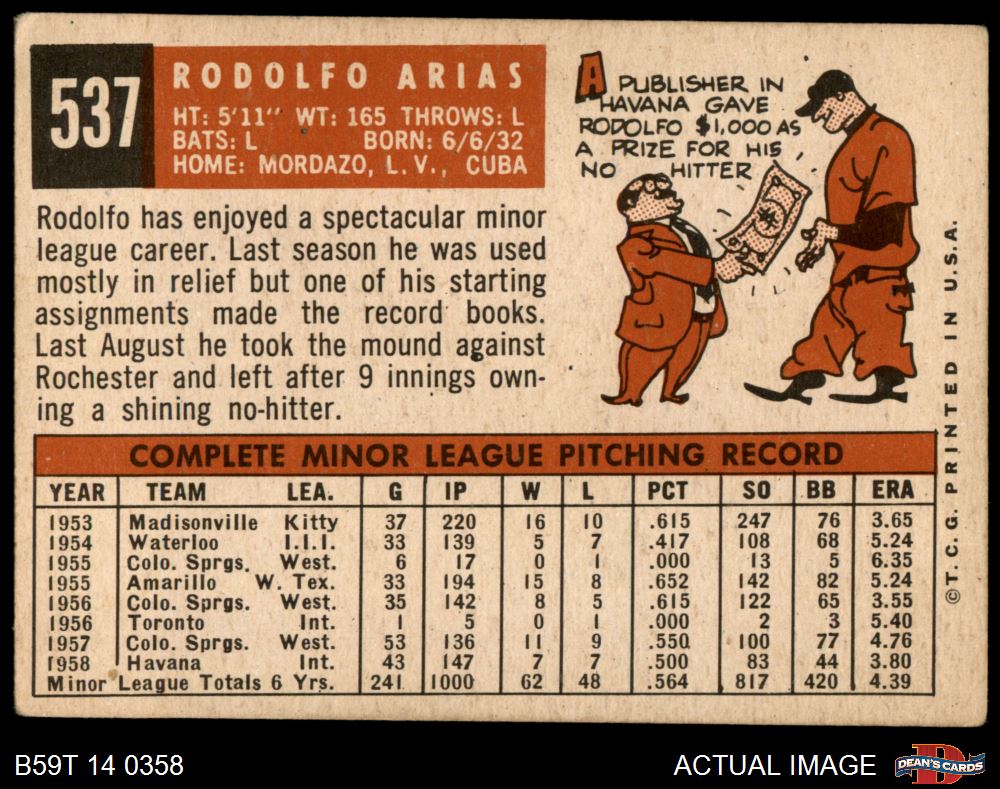 537
RODOLFO ARIAS
HT: 5'11" WT: 165 THROWS: L
BATS: L BORN: 6/6/32
HOME: MORDAZO, L. V., CUBA
A PUBLISHER IN
HAVANA GAVE
RODOLFO $1,000 AS
A PRIZE FOR HIS
NO HITTER
$
Rodolfo has enjoyed a spectacular minor
league career. Last season he was used
mostly in relief but one of his starting
assignments made the record books.
Last August he took the mound against
Rochester and left after 9 innings own-
ing a shining no-hitter.
COMPLETE MINOR LEAGUE PITCHING RECORD
YEAR TEAM LEA. G IP W L PCT SO BB ERA
1953 Madisonville Kitty 37 220 16 10 .615 247 76 3.65
1954 Waterloo I.I.I. 33 139 5 7 .417 108 68 5.24
1955 Colo. Sprgs. West. 6 17 0 1 .000 13 5 6.35
1955 Amarillo W. Tex. 33 194 15 8 .652 142 82 5.24
1956 Colo. Sprgs. West. 35 142 8 5 .615 122 65 3.55
1956 Toronto Int. 1 5 0 1 .000 2 3 5.40
1957 Colo. Sprgs. West. 53 136 11 9 .550 100 77 4.76
1958 Havana Int. 43 147 7 7 .500 83 44 3.80
Minor League Totals 6 Yrs. 241 1000 62 48 .564 817 420 4.39
©T. C. G. PRINTED IN U.S.A.
B59T 14 0358
ACTUAL IMAGE
D
DEAN'S CARDS